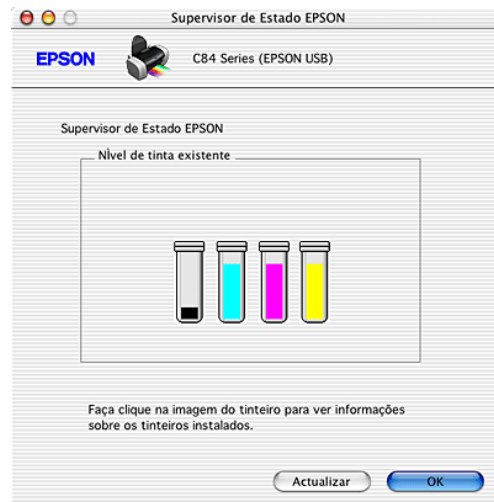 Supervisor de Estado EPSON
EPSON
C84 Series (EPSON USB)
Supervisor de Estado EPSON
NÌvel de tinta existente
Faça clique na imagem do tinteiro para ver informações
sobre os tinteiros instalados.
Actualizar
OK